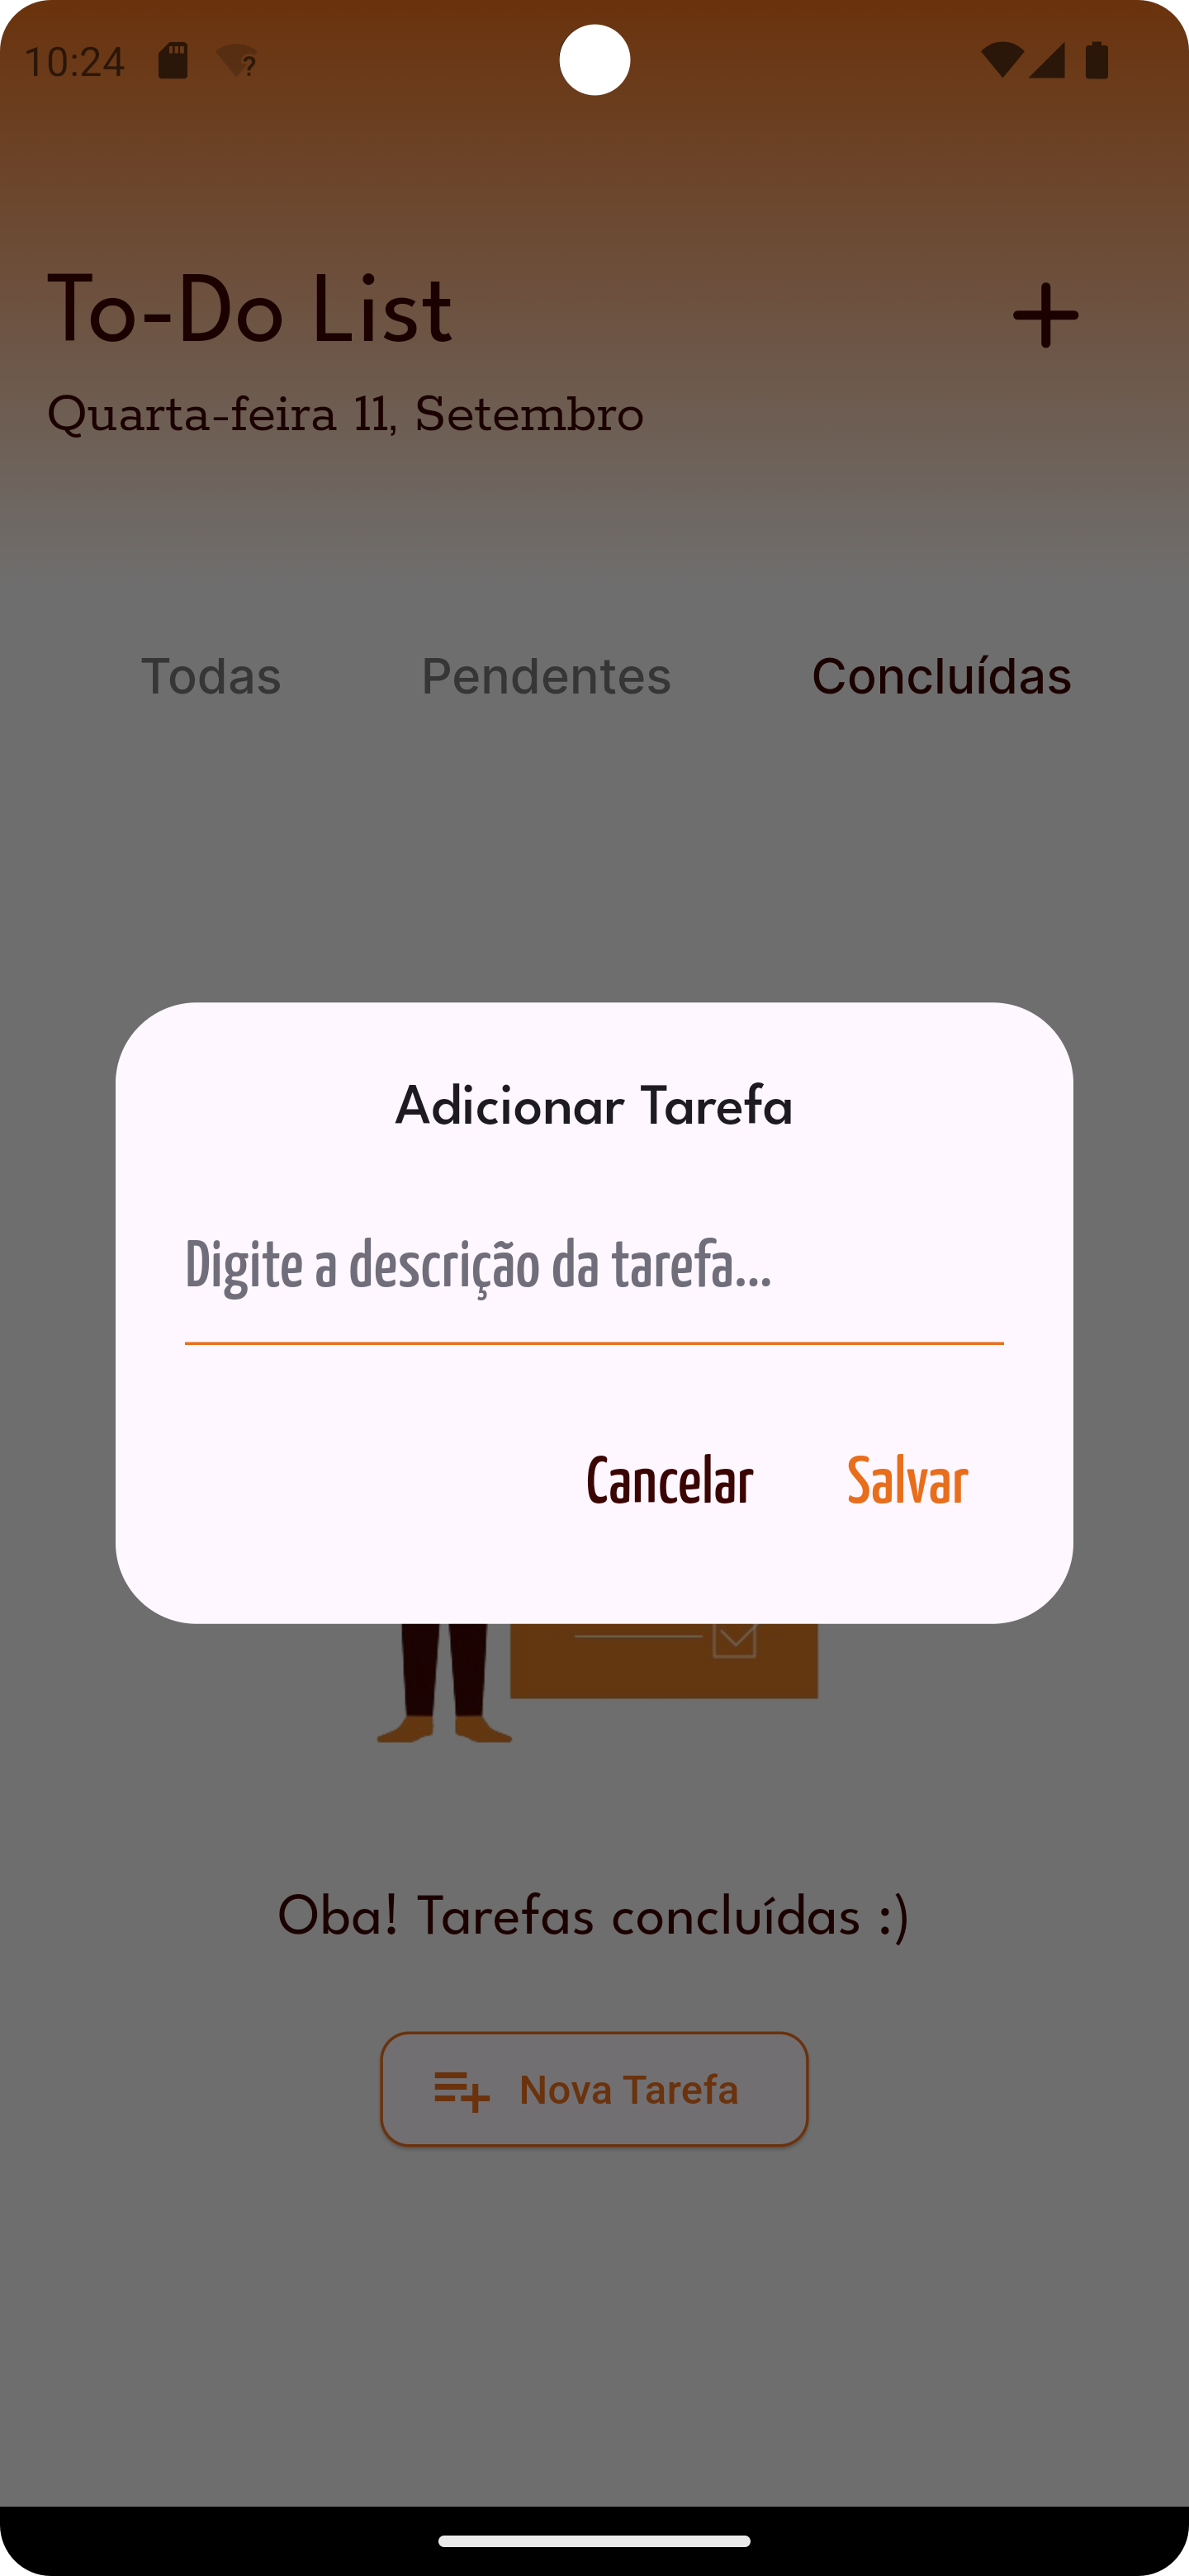 10:24
To-Do List
Quarta-feira 11, Setembro
Todas Pendentes Concluídas
Adicionar Tarefa
Digite a descrição da tarefa...
Cancelar Salvar
Oba! Tarefas concluídas :)
Nova Tarefa